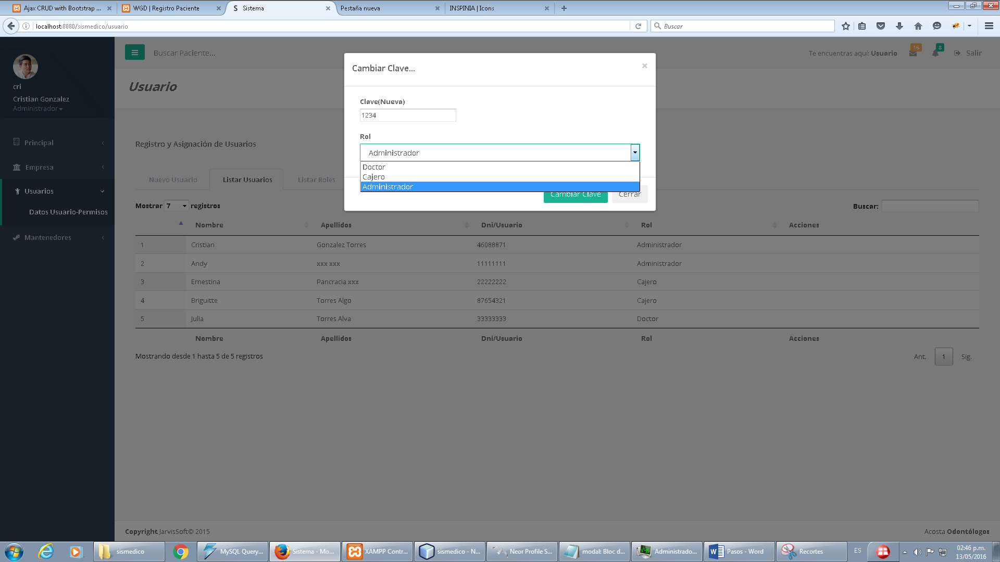 Ajax CRUD with Bootstrap ...
WGD | Registro Paciente
S Sistema
Pestaña nueva
INSPINIA | Icons
localhost:8080/sismedico/usuario
Buscar
Buscar Paciente...
Te encuentras aquí: Usuario
16
8
Salir
cri
Cristian Gonzalez
Administrador
Usuario
Principal
Empresa
Usuarios
Datos Usuario-Permisos
Mantenedores
Cambiar Clave...
×
Clave(Nueva)
1234
Rol
Administrador
Doctor
Cajero
Administrador
Cambiar Clave
Cerrar
Registro y Asignación de Usuarios
Nuevo Usuario
Listar Usuarios
Listar Roles
Mostrar 7 registros
Buscar:
Nombre Apellidos Dni/Usuario Rol Acciones
1 Cristian Gonzalez Torres 46088871 Administrador
2 Andy xxx xxx 11111111 Administrador
3 Ernestina Pancracia xxx 22222222 Cajero
4 Briguitte Torres Algo 87654321 Cajero
5 Julia Torres Alva 33333333 Doctor
Nombre Apellidos Dni/Usuario Rol Acciones
Mostrando desde 1 hasta 5 de 5 registros
Ant. 1 Sig.
Copyright JarvisSoft© 2015
Acosta Odontólogos
sismedico
MySQL Query...
Sistema - Mo...
XAMPP Contr...
sismedico - N...
Neor Profile S...
modal: Bloc d...
Administrado...
Pasos - Word
Recortes
ES
02:46 p.m.
13/05/2016